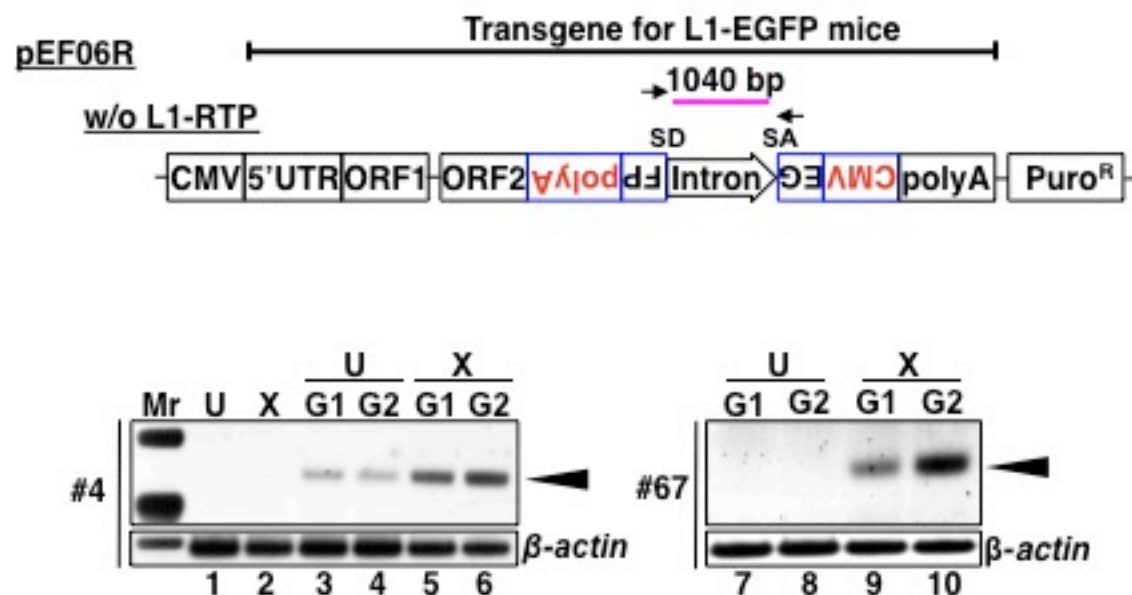 Transgene for L1-EGFP mice
pEF06R
1040 bp
w/o L1-RTP
SD SA
CMV 5'UTR ORF1 ORF2 polyA FP Intron EG CMV polyA Puro^R
U X U
Mr U X G1 G2 G1 G2
X
G1 G2 G1 G2
#4 #67
β-actin β-actin
1 2 3 4 5 6 7 8 9 10